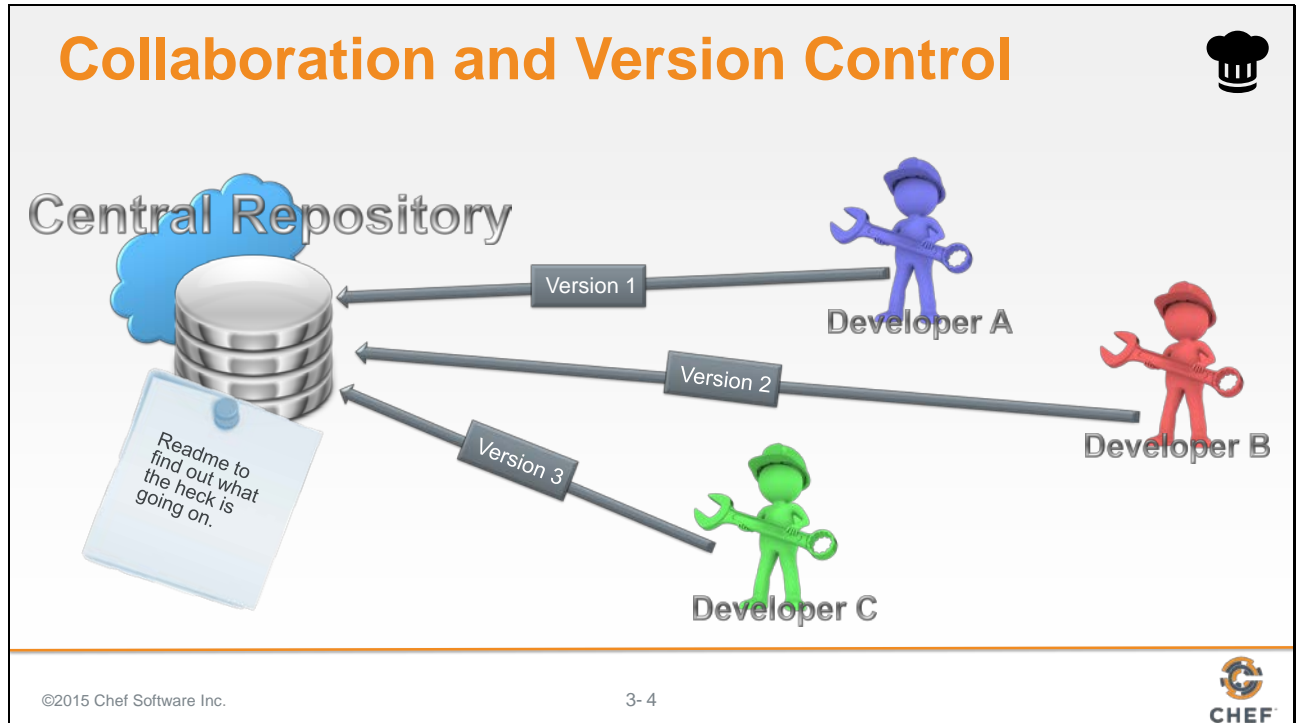 Collaboration and Version Control
Central Repository
Version 1
Developer A
Version 2
Developer B
Version 3
Developer C
Readme to
find out what
the heck is
going on.
©2015 Chef Software Inc.
3- 4
CHEF